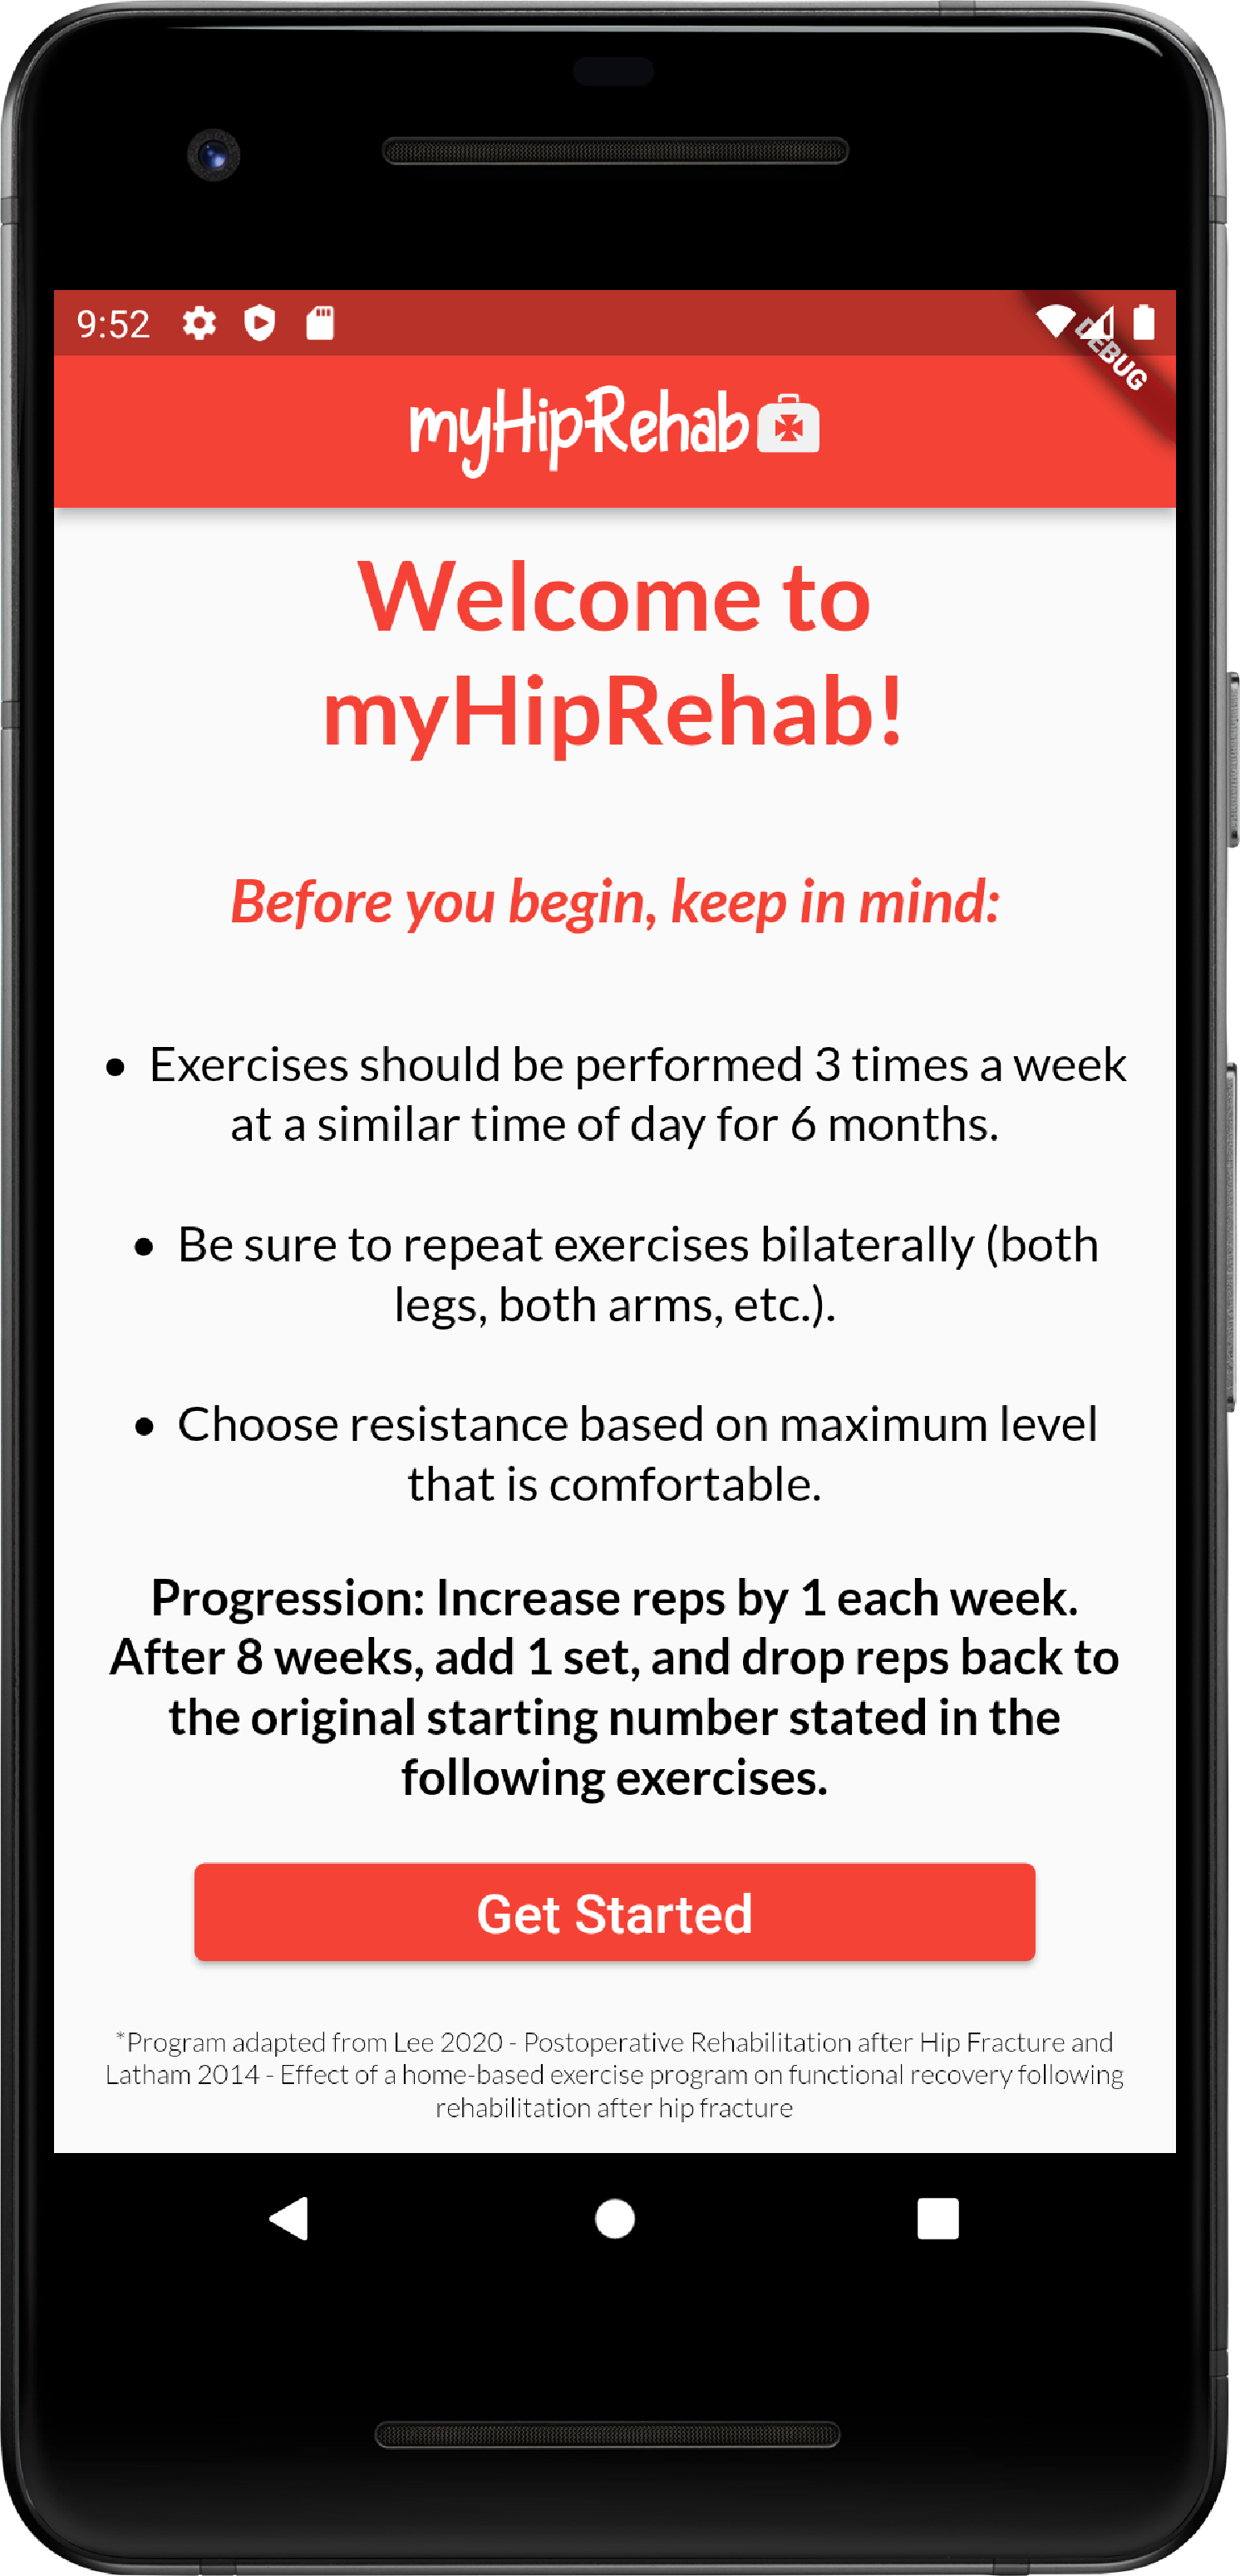 9:52
DEBUG
myHipRehab
Welcome to
myHipRehab!
Before you begin, keep in mind:
• Exercises should be performed 3 times a week
at a similar time of day for 6 months.
• Be sure to repeat exercises bilaterally (both
legs, both arms, etc.).
• Choose resistance based on maximum level
that is comfortable.
Progression: Increase reps by 1 each week.
After 8 weeks, add 1 set, and drop reps back to
the original starting number stated in the
following exercises.
Get Started
*Program adapted from Lee 2020 - Postoperative Rehabilitation after Hip Fracture and
Latham 2014 - Effect of a home-based exercise program on functional recovery following
rehabilitation after hip fracture